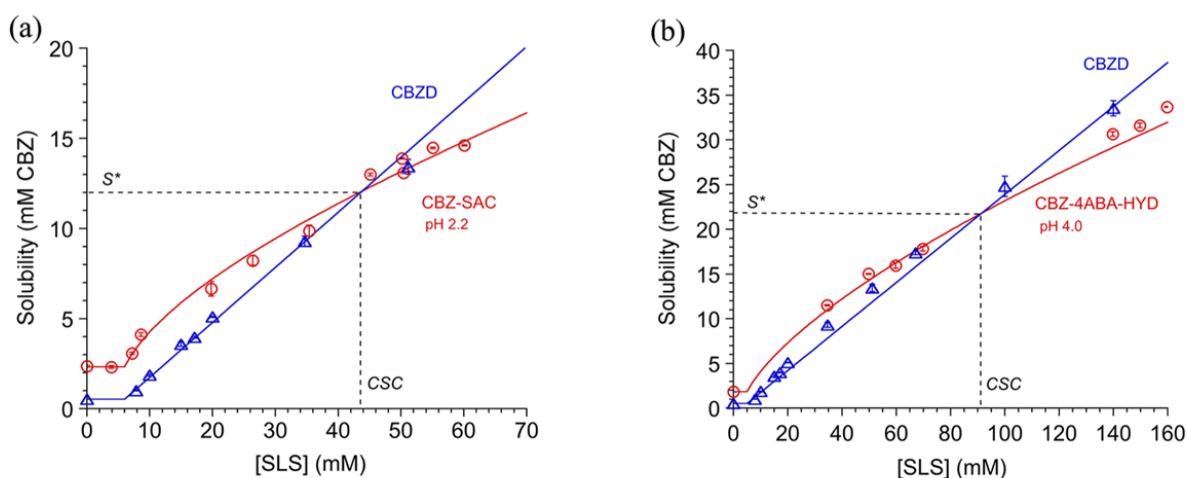 (a)
20
15
10
5
0
Solubility (mM CBZ)
CBZD
S*
CBZ-SAC
pH 2.2
CSC
0 10 20 30 40 50 60 70
[SLS] (mM)
(b)
40
35
30
25
20
15
10
5
0
Solubility (mM CBZ)
CBZD
S*
CBZ-4ABA-HYD
pH 4.0
CSC
0 20 40 60 80 100 120 140 160
[SLS] (mM)